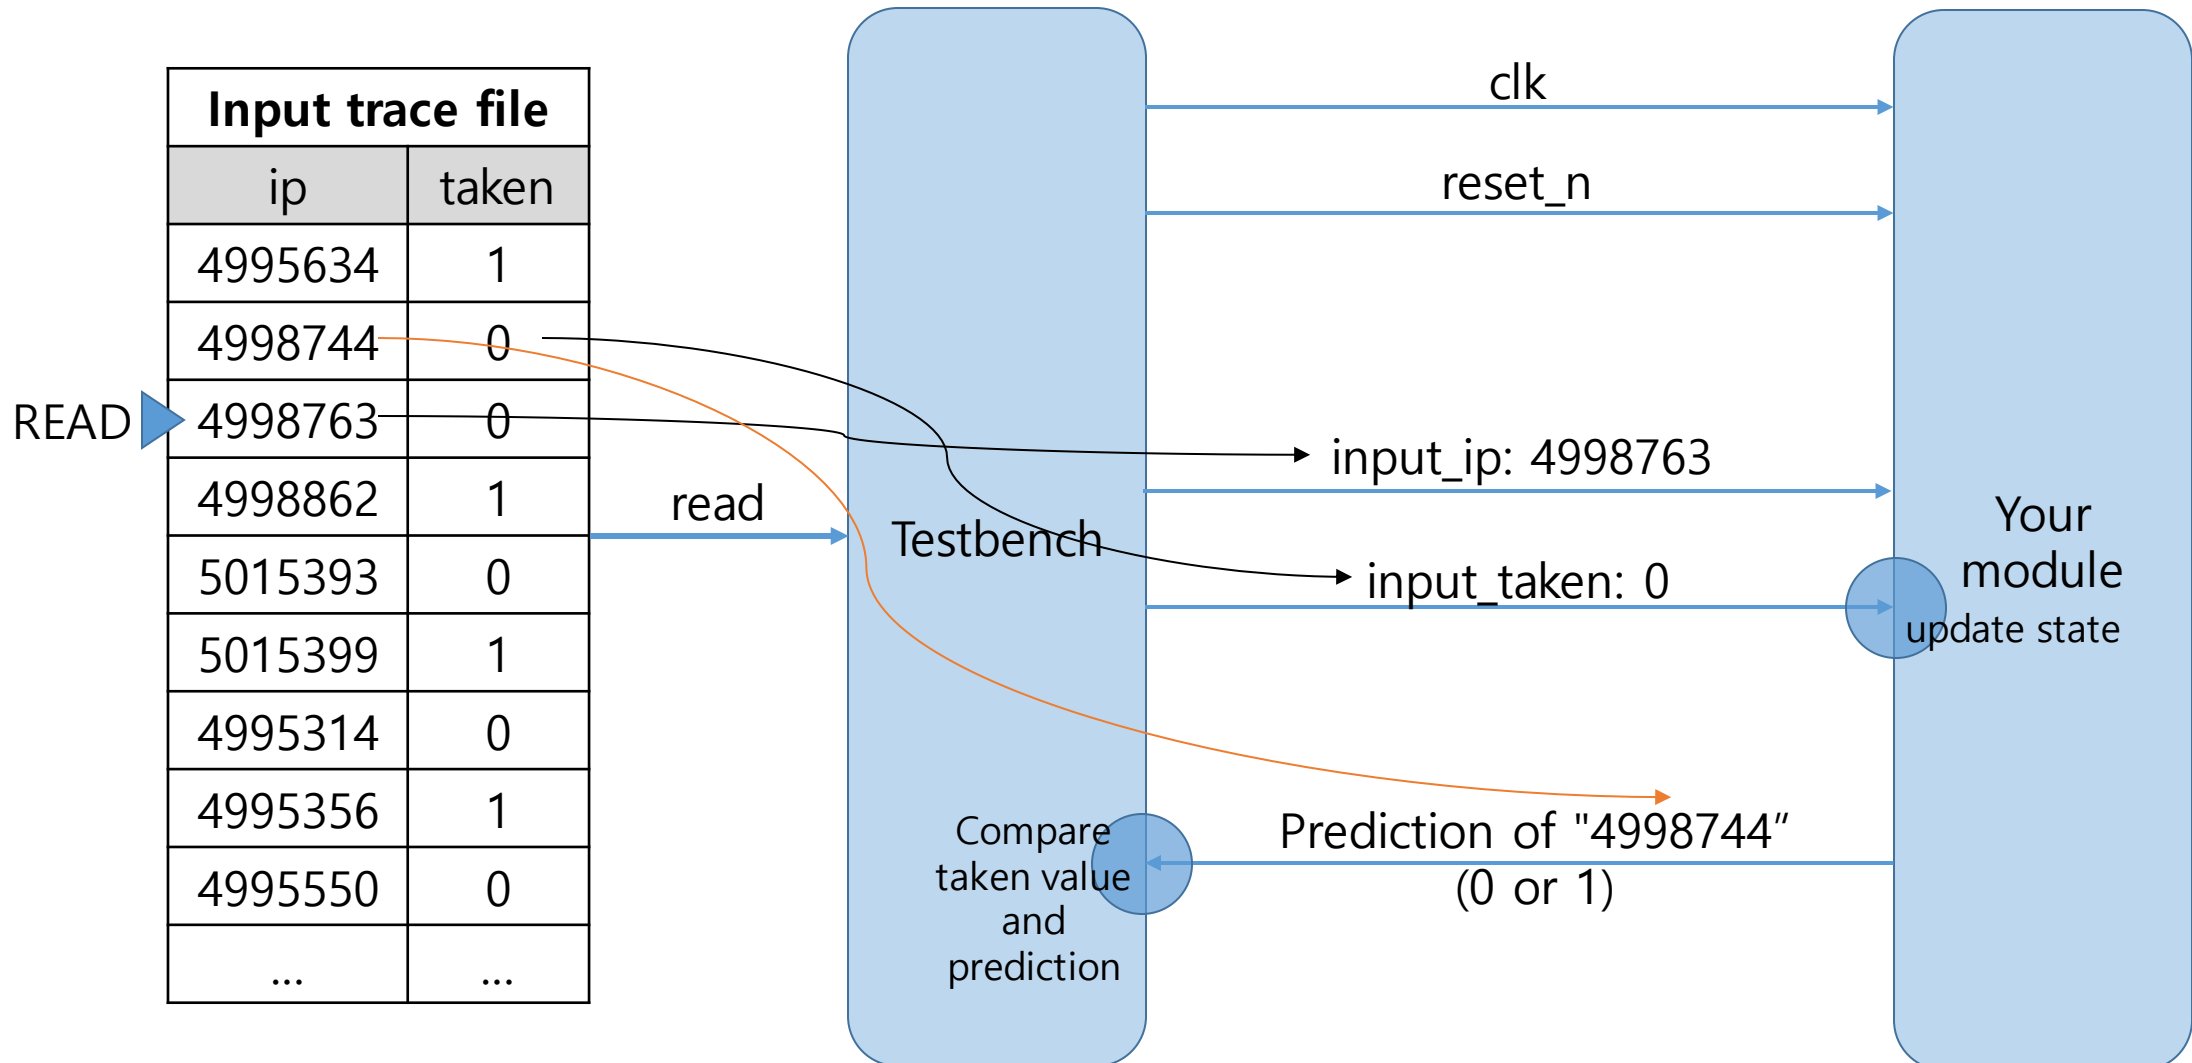 Input trace file
ip taken
4995634 1
4998744 0
4998763 0
4998862 1
5015393 0
5015399 1
4995314 0
4995356 1
4995550 0
... ...
READ
read
Testbench
Compare
taken value
and
prediction
clk
reset_n
input_ip: 4998763
input_taken: 0
Prediction of "4998744”
(0 or 1)
Your
module
update state